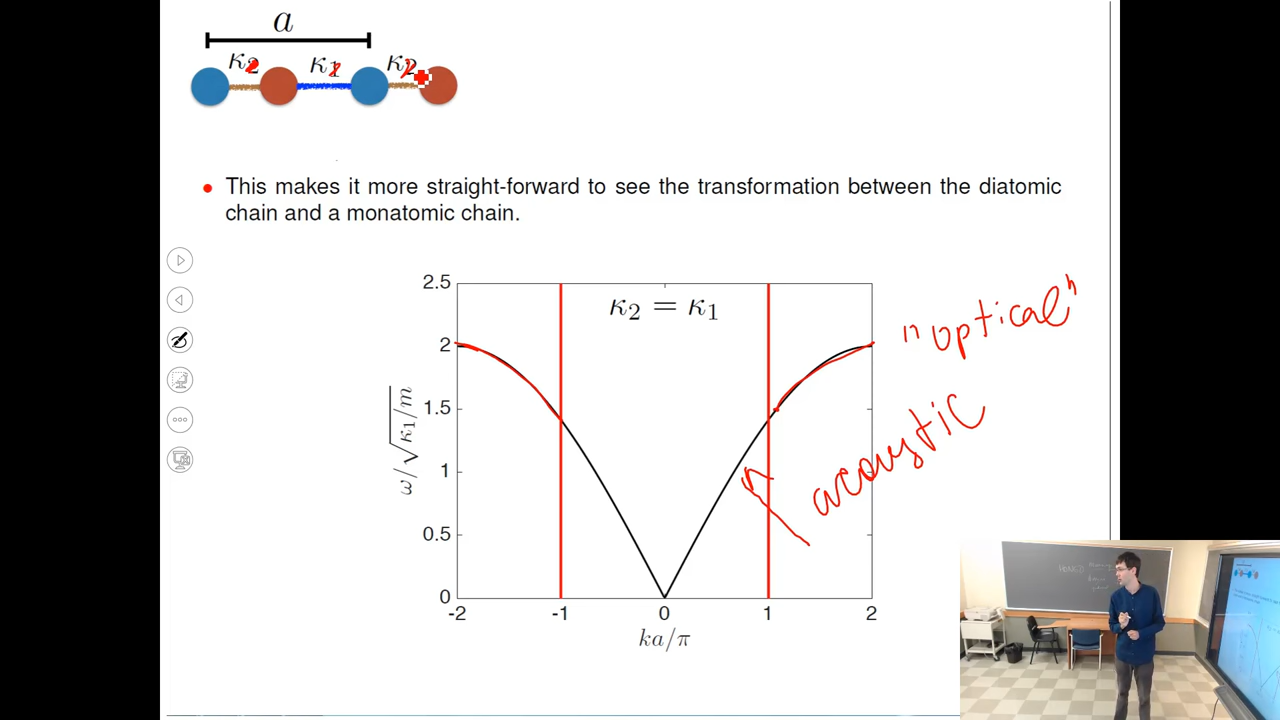 a
κ2 κ1 κ2
• This makes it more straight-forward to see the transformation between the diatomic
chain and a monatomic chain.
κ2 = κ1
2.5
2
1.5
1
0.5
0
ω/√κ1/m
-2 -1 0 1 2
ka/π
"optical"
acoustic